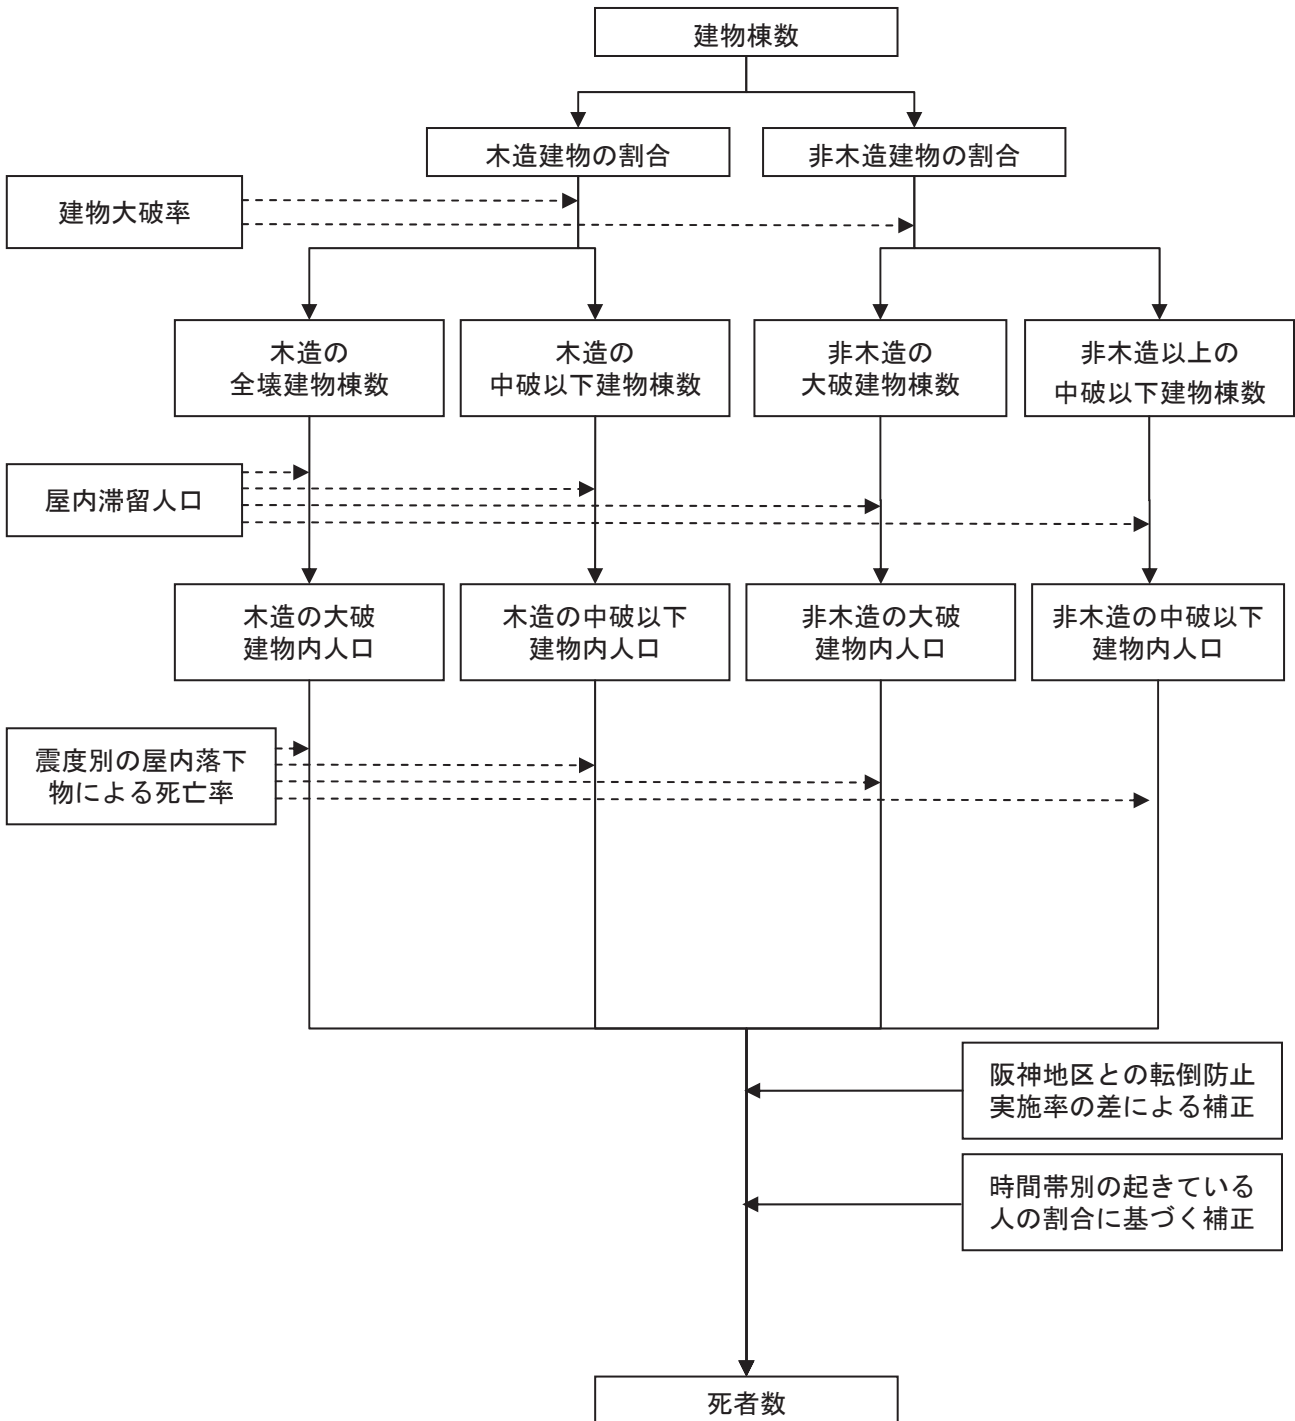 建物棟数
木造建物の割合
非木造建物の割合
建物大破率
木造の
全壊建物棟数
木造の
中破以下建物棟数
非木造の
大破建物棟数
非木造以上の
中破以下建物棟数
屋内滞留人口
木造の大破
建物内人口
木造の中破以下
建物内人口
非木造の大破
建物内人口
非木造の中破以下
建物内人口
震度別の屋内落下
物による死亡率
阪神地区との転倒防止
実施率の差による補正
時間帯別の起きている
人の割合に基づく補正
死者数